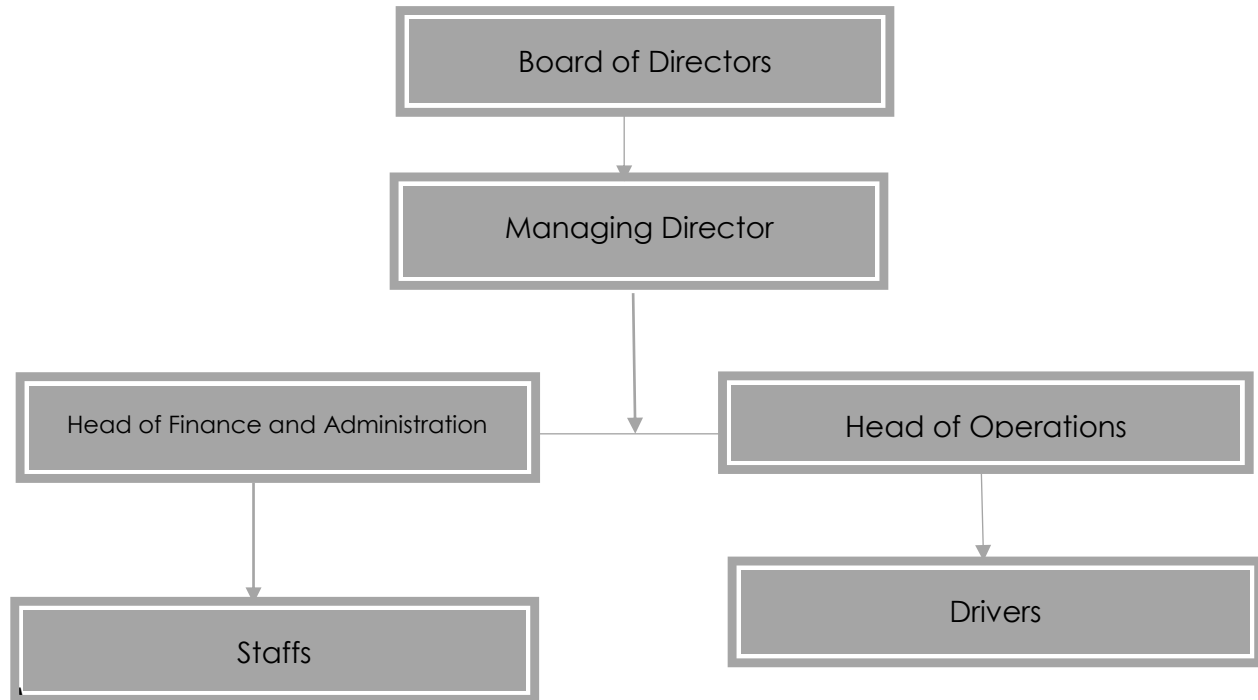 Board of Directors
Managing Director
Head of Finance and Administration
Head of Operations
Drivers
Staffs